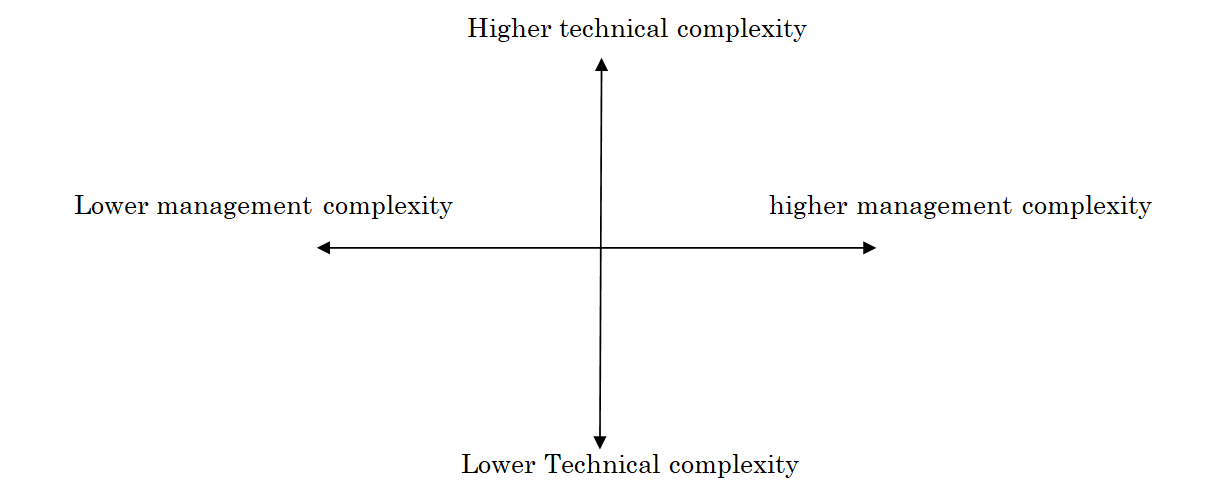 Higher technical complexity
Lower management complexity
higher management complexity
Lower Technical complexity